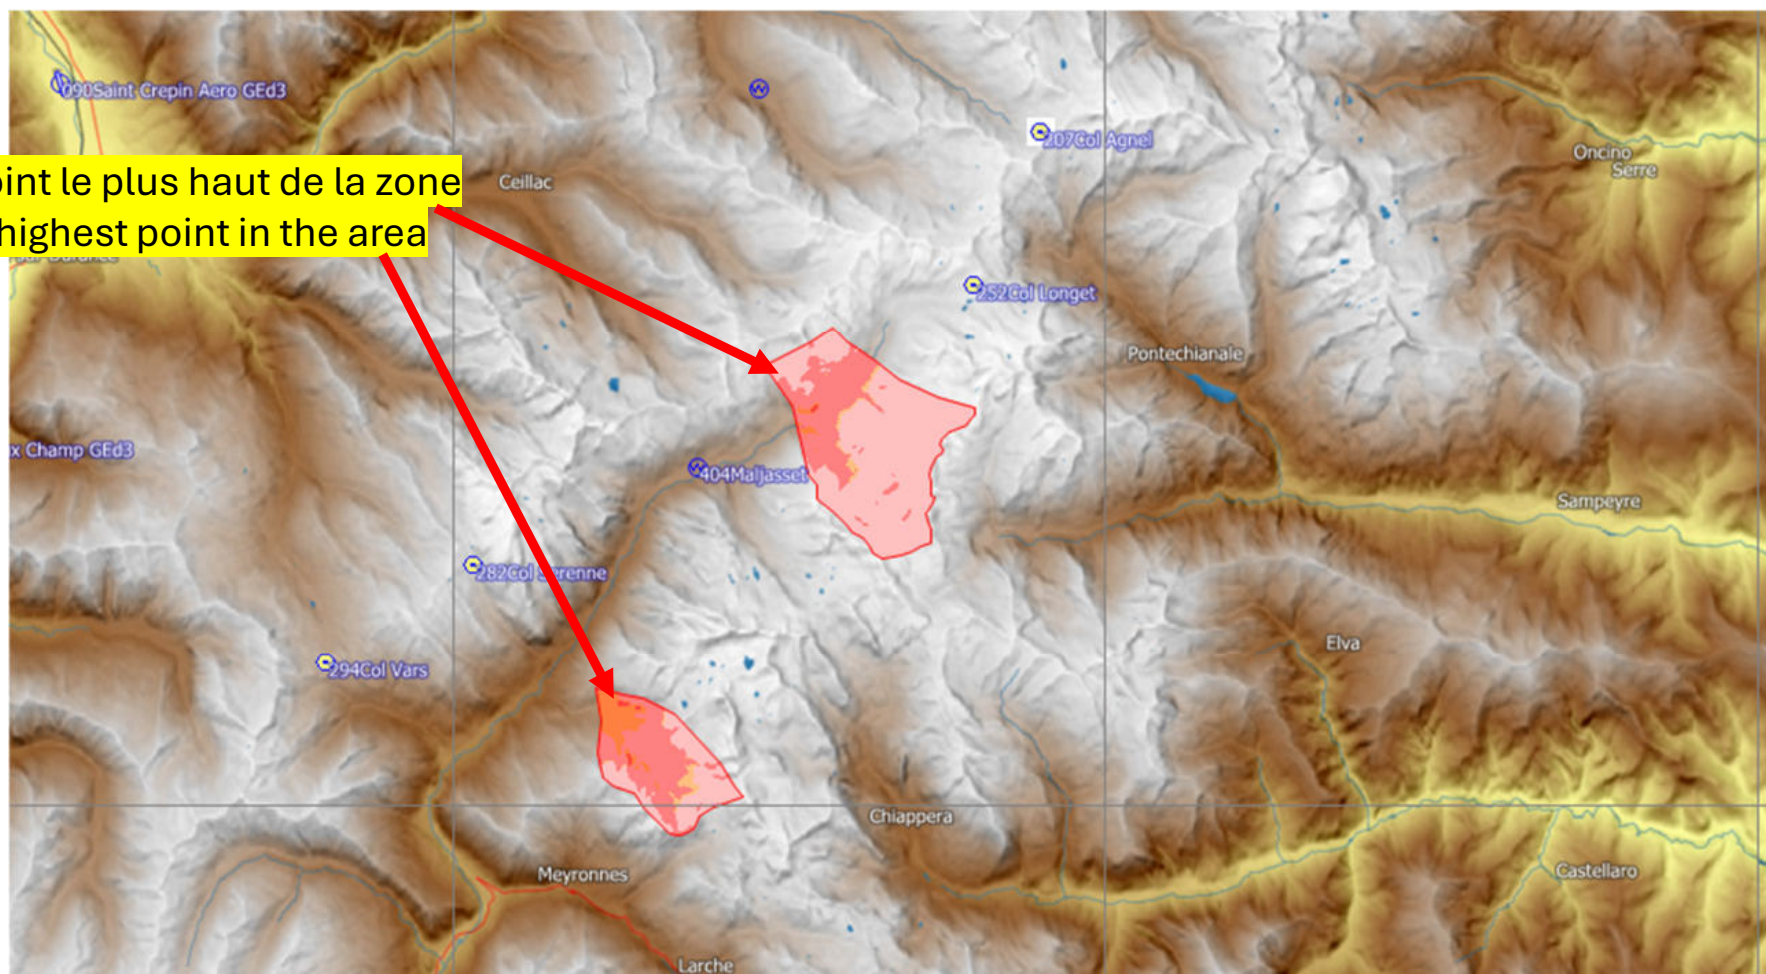 090Saint Crepin Aero GEd3
207Col Agnel
Oncino
Serre
int le plus haut de la zone
Ceillac
highest point in the area
252Col Longet
Pontechianale
x Champ GEd3
404Maljasset
Sampeyre
282Col Serenne
Elva
294Col Vars
Chiappera
Meyronnes
Castellaro
Larche